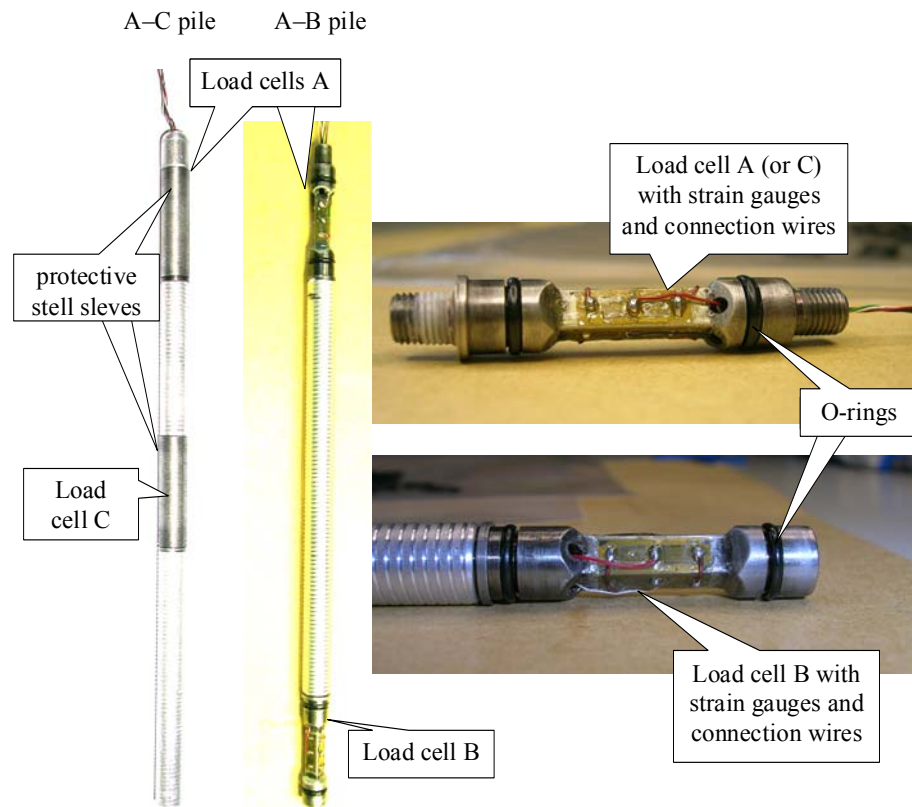 A–C pile
A–B pile
Load cells A
Load cell A (or C)
with strain gauges
and connection wires
protective
stell sleves
O-rings
Load
cell C
Load cell B with
strain gauges and
connection wires
Load cell B